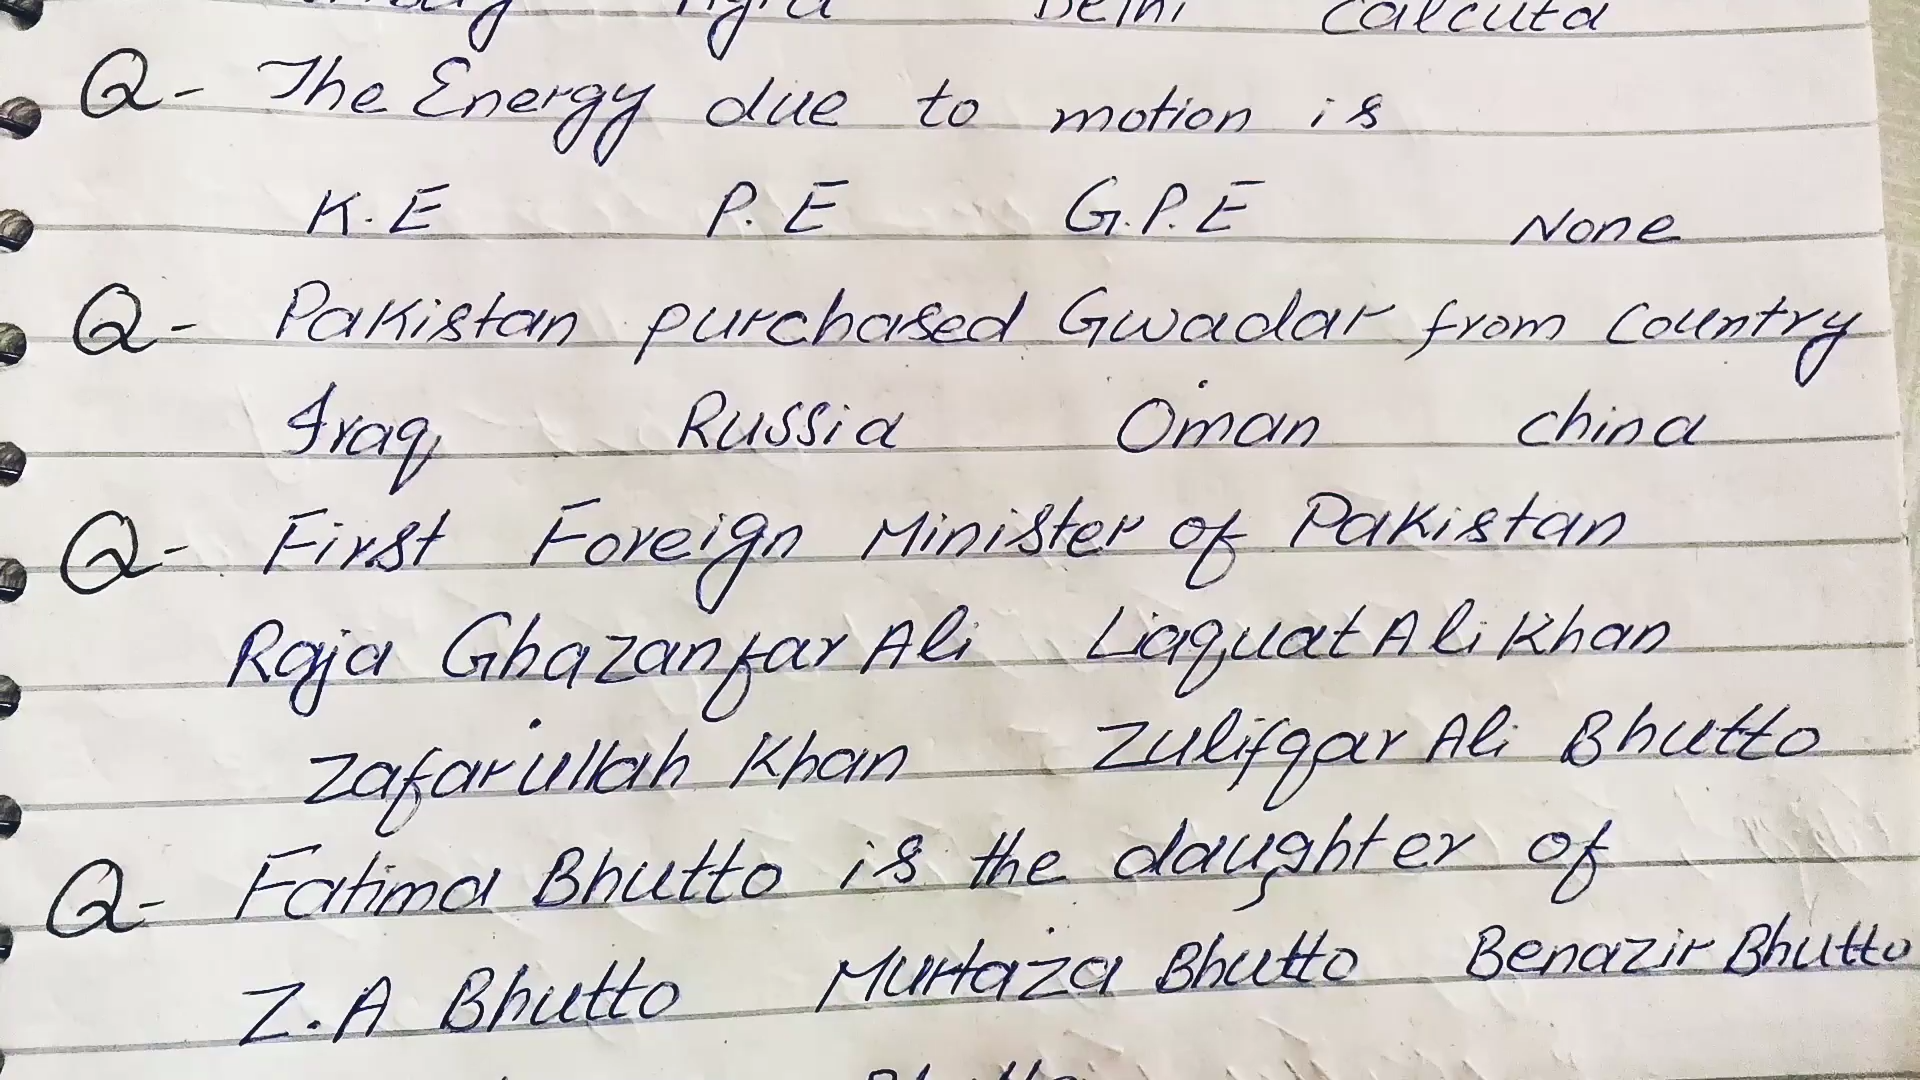 Delhi Calcuta
Q- The Energy due to motion is
K.E P.E G.P.E None
Q- Pakistan purchased Gwadar from Country
Iraq Russia Oman china
Q- First Foreign Minister of Pakistan
Raja Ghazanfar Ali Liaquat Ali Khan
Zafarullah Khan Zulifqar Ali Bhutto
Q- Fatima Bhutto is the daughter of
Z.A Bhutto Murtaza Bhutto Benazir Bhutto